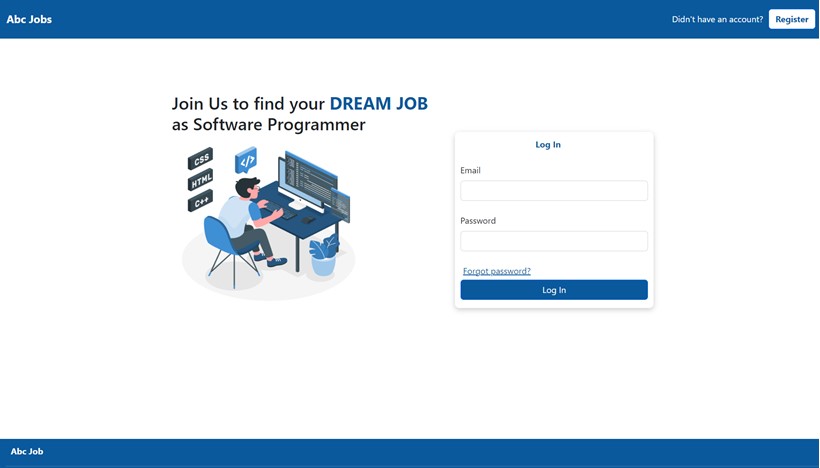 Abc Jobs
Didn't have an account? Register
Join Us to find your DREAM JOB
as Software Programmer
CSS
</>
HTML
C++
Log In
Email
Password
Forgot password?
Log In
Abc Job